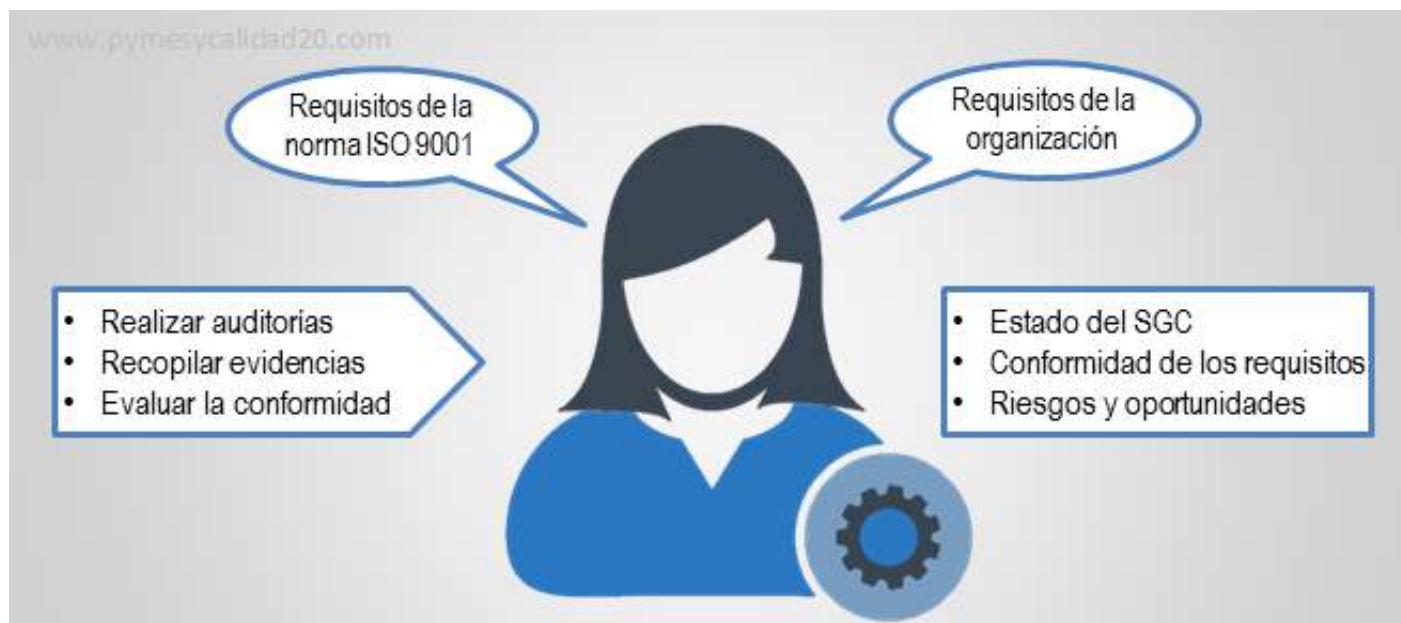 www.pymesycalidad20.com
Requisitos de la
norma ISO 9001
Requisitos de la
organización
• Realizar auditorías
• Recopilar evidencias
• Evaluar la conformidad
• Estado del SGC
• Conformidad de los requisitos
• Riesgos y oportunidades